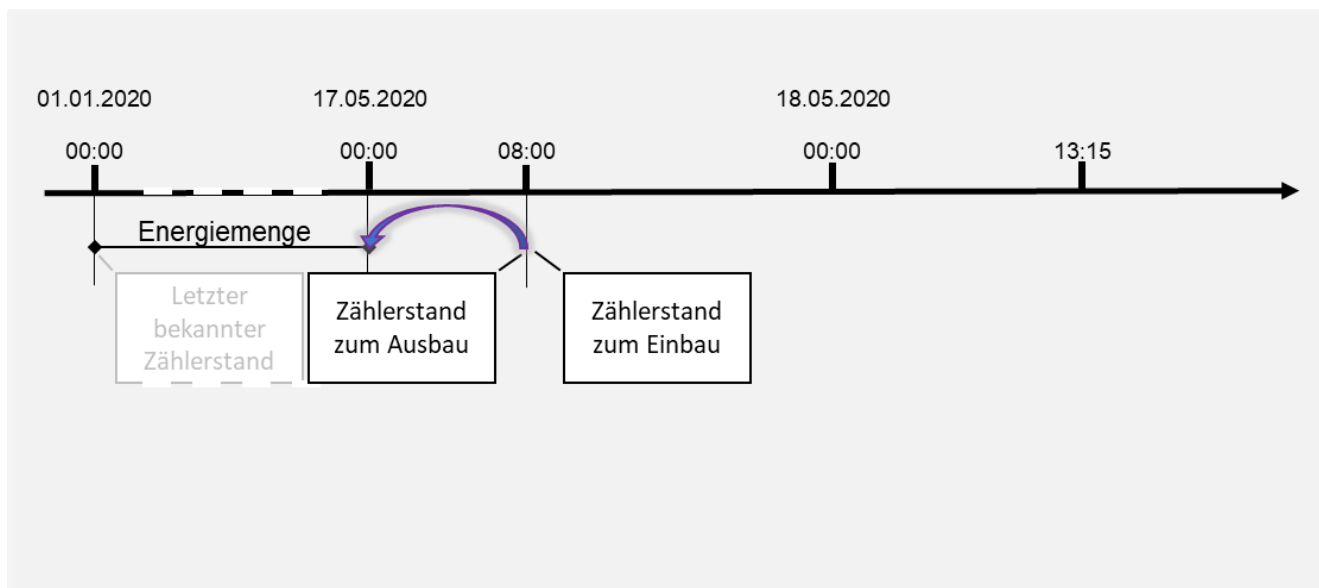 01.01.2020 17.05.2020 18.05.2020
00:00 00:00 08:00 00:00 13:15
Energiemenge
Letzter
bekannter
Zählerstand
Zählerstand
zum Ausbau
Zählerstand
zum Einbau